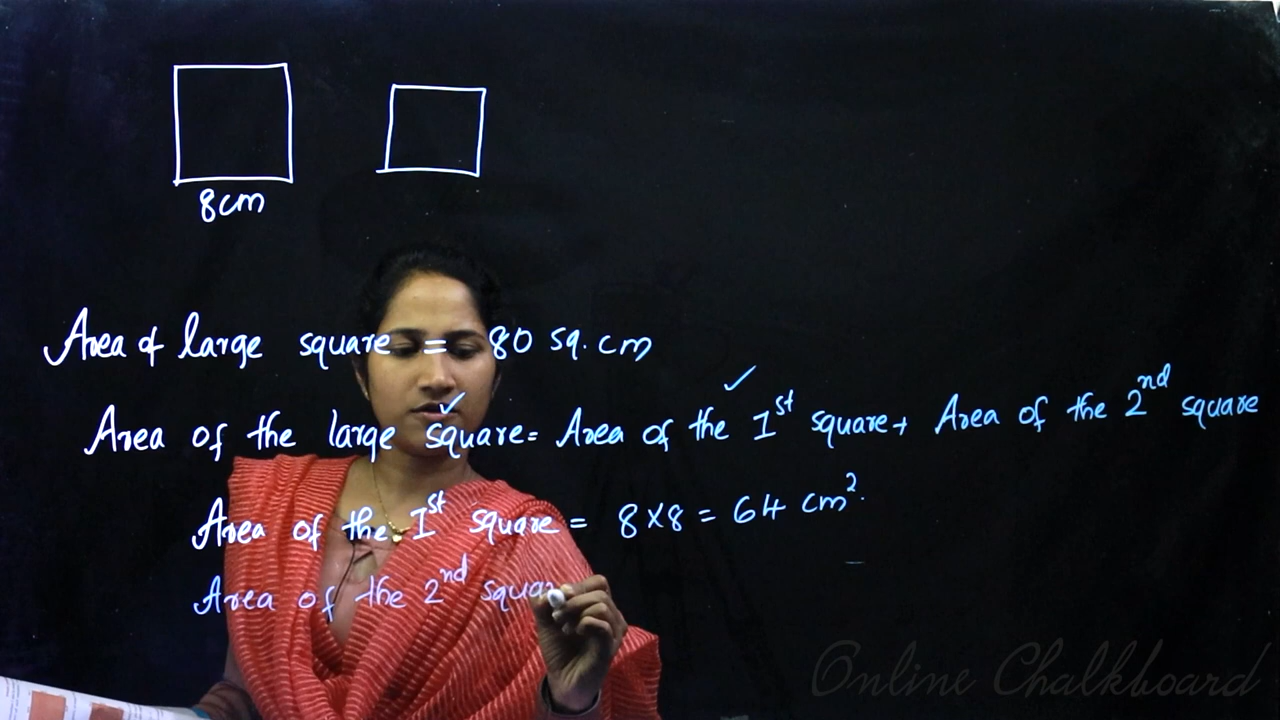 8cm
Area of large square = 80 sq. cm
Area of the large square = Area of the 1st square + Area of the 2nd square
Area of the 1st square = 8×8 = 64 cm².
Area of the 2nd squar
Online Chalkboard